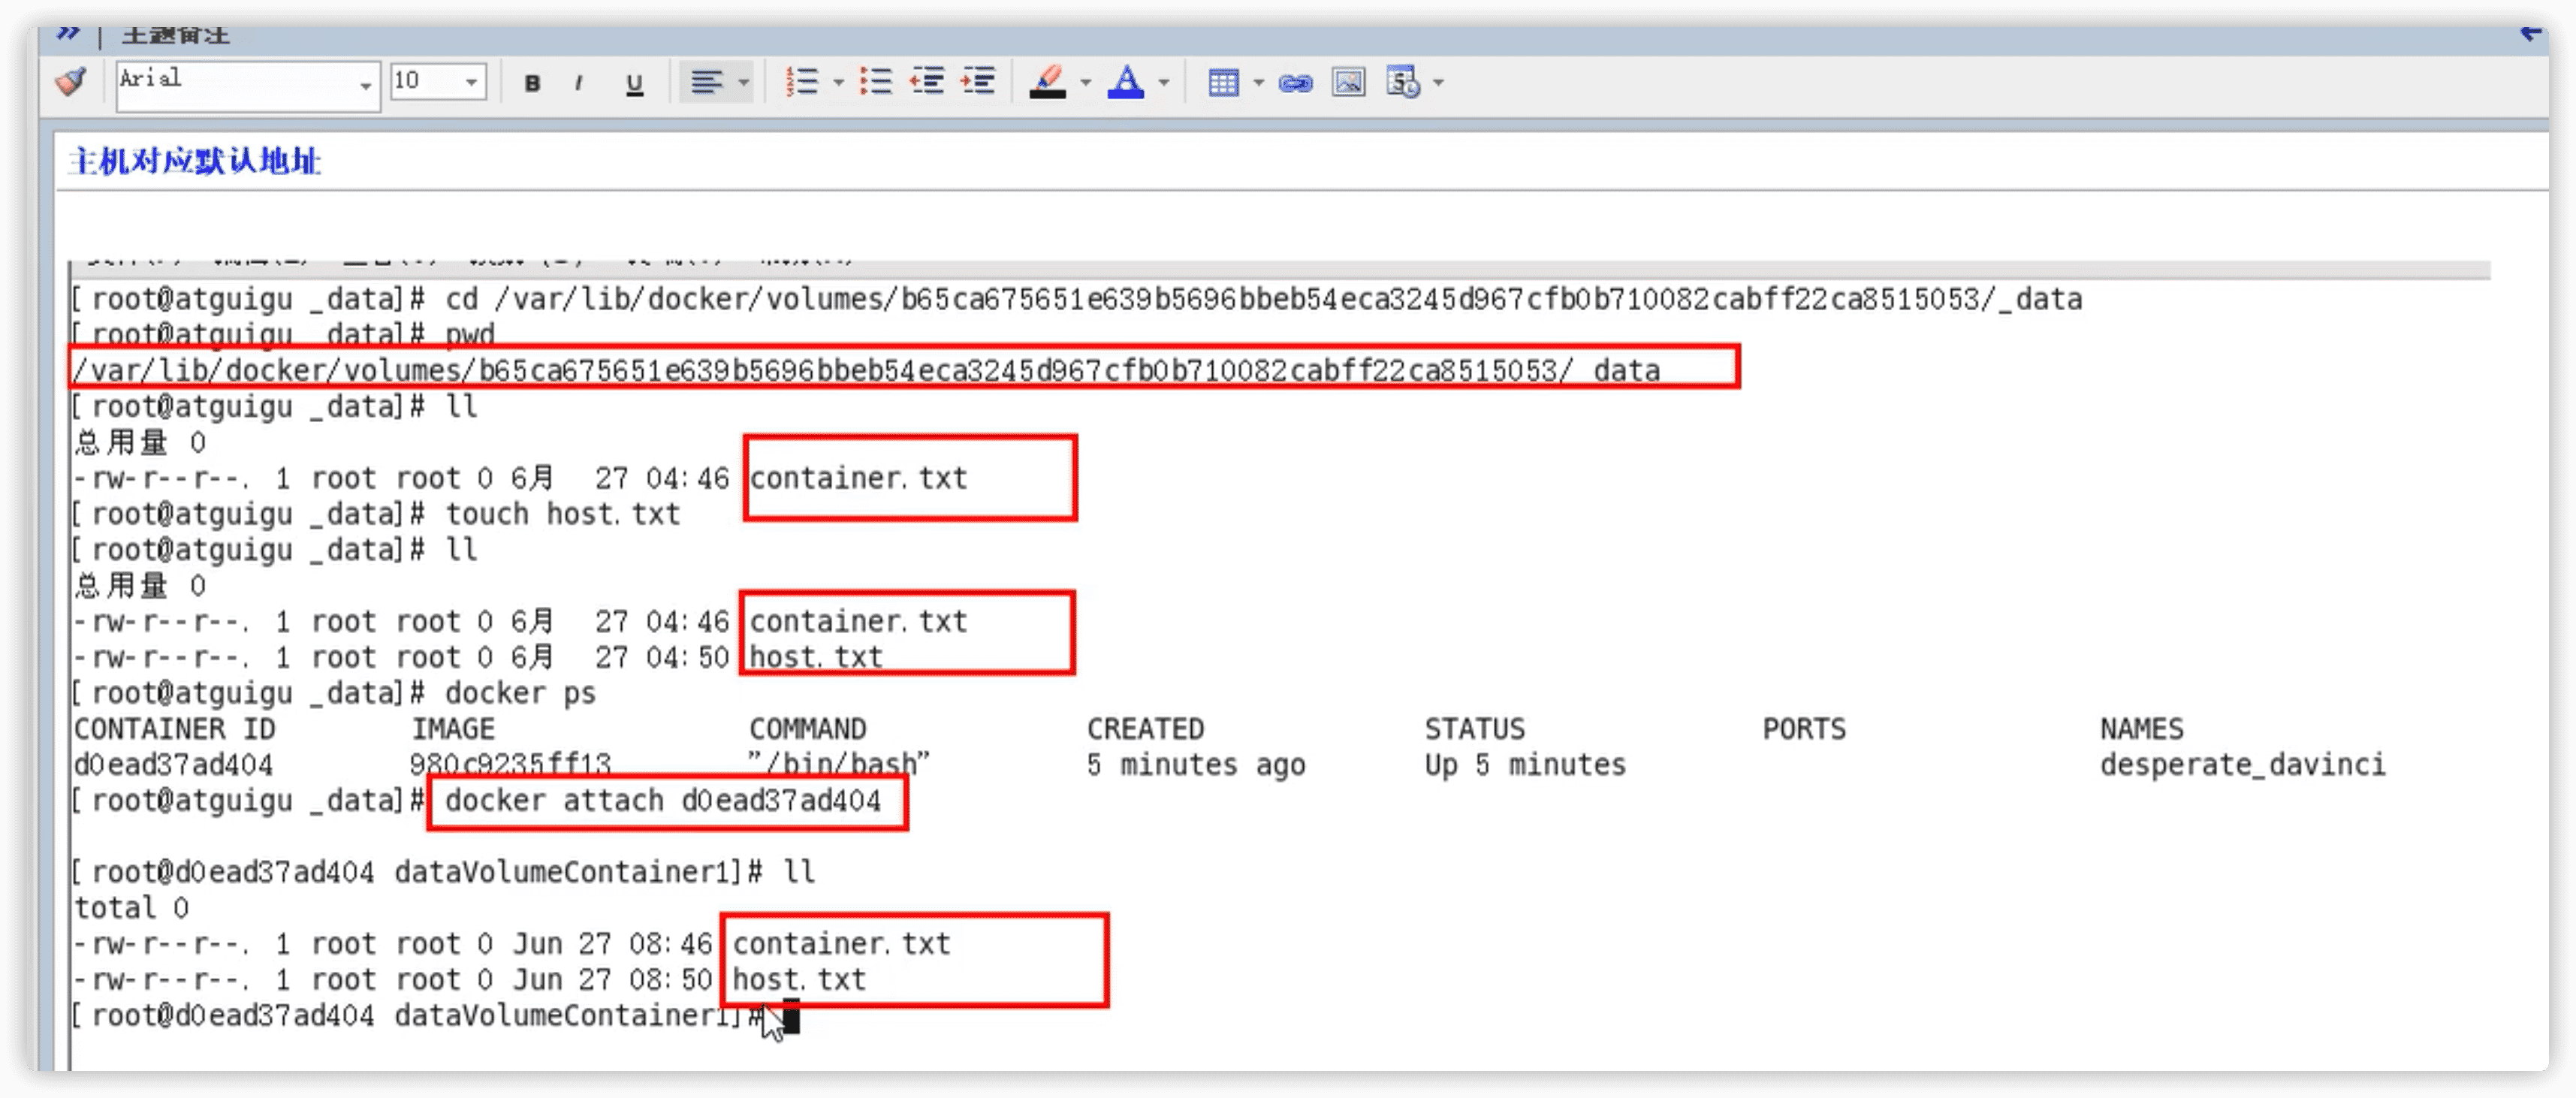 » | 主题备注
Arial 10 B I U
主机对应默认地址
[root@atguigu _data]# cd /var/lib/docker/volumes/b65ca675651e639b5696bbeb54eca3245d967cfb0b710082cabff22ca8515053/_data
[root@atguigu _data]# pwd
/var/lib/docker/volumes/b65ca675651e639b5696bbeb54eca3245d967cfb0b710082cabff22ca8515053/_data
[root@atguigu _data]# ll
总用量 0
-rw-r--r--. 1 root root 0 6月 27 04:46 container.txt
[root@atguigu _data]# touch host.txt
[root@atguigu _data]# ll
总用量 0
-rw-r--r--. 1 root root 0 6月 27 04:46 container.txt
-rw-r--r--. 1 root root 0 6月 27 04:50 host.txt
[root@atguigu _data]# docker ps
CONTAINER ID IMAGE COMMAND CREATED STATUS PORTS NAMES
d0ead37ad404 980c9235ff13 "/bin/bash" 5 minutes ago Up 5 minutes desperate_davinci
[root@atguigu _data]# docker attach d0ead37ad404
[root@d0ead37ad404 dataVolumeContainer1]# ll
total 0
-rw-r--r--. 1 root root 0 Jun 27 08:46 container.txt
-rw-r--r--. 1 root root 0 Jun 27 08:50 host.txt
[root@d0ead37ad404 dataVolumeContainer1]#